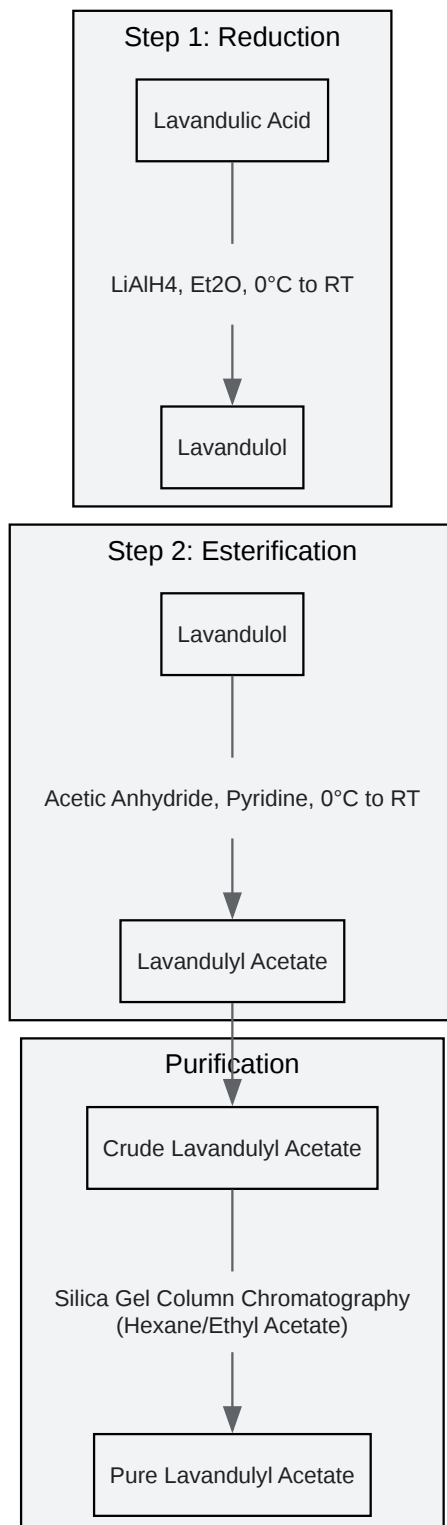 Step 1: Reduction
Lavandulic Acid
LiAlH4, Et2O, 0°C to RT
Lavandulol
Step 2: Esterification
Lavandulol
Acetic Anhydride, Pyridine, 0°C to RT
Lavandulyl Acetate
Purification
Crude Lavandulyl Acetate
Silica Gel Column Chromatography
(Hexane/Ethyl Acetate)
Pure Lavandulyl Acetate